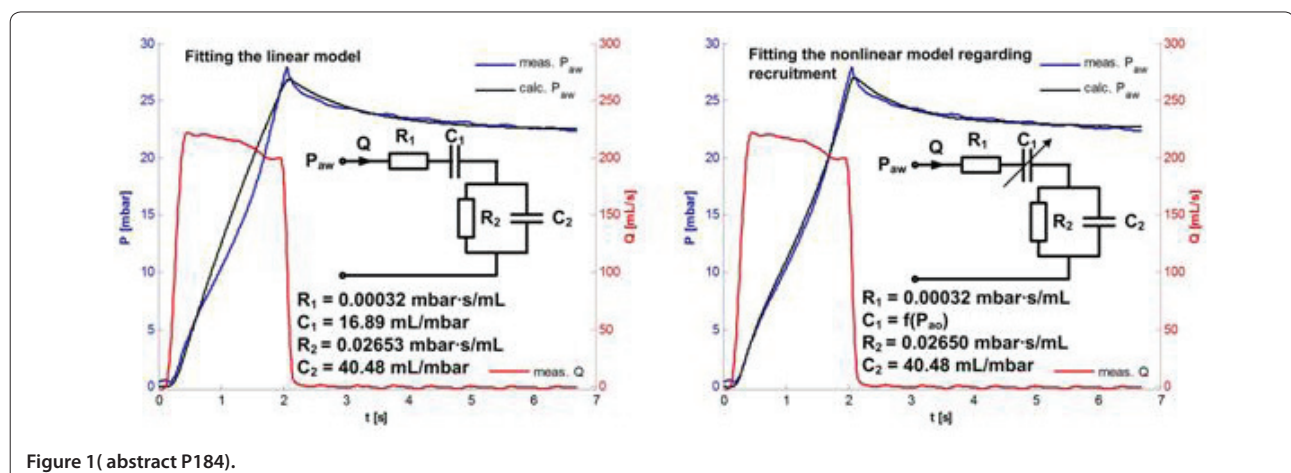 Fitting the linear model
meas. Paw
calc. Paw
30
25
20
15
10
5
0
P [mbar]
300
250
200
150
100
50
0
Q [mL/s]
Paw
Q
R1
C1
R2
C2
R1 = 0.00032 mbar·s/mL
C1 = 16.89 mL/mbar
R2 = 0.02653 mbar·s/mL
C2 = 40.48 mL/mbar
meas. Q
0 1 2 3 4 5 6 7
t [s]
Fitting the nonlinear model regarding
recruitment
meas. Paw
calc. Paw
30
25
20
15
10
5
0
P [mbar]
300
250
200
150
100
50
0
Q [mL/s]
Paw
Q
R1
C1
R2
C2
R1 = 0.00032 mbar·s/mL
C1 = f(Pao)
R2 = 0.02650 mbar·s/mL
C2 = 40.48 mL/mbar
meas. Q
0 1 2 3 4 5 6 7
t [s]
Figure 1( abstract P184).